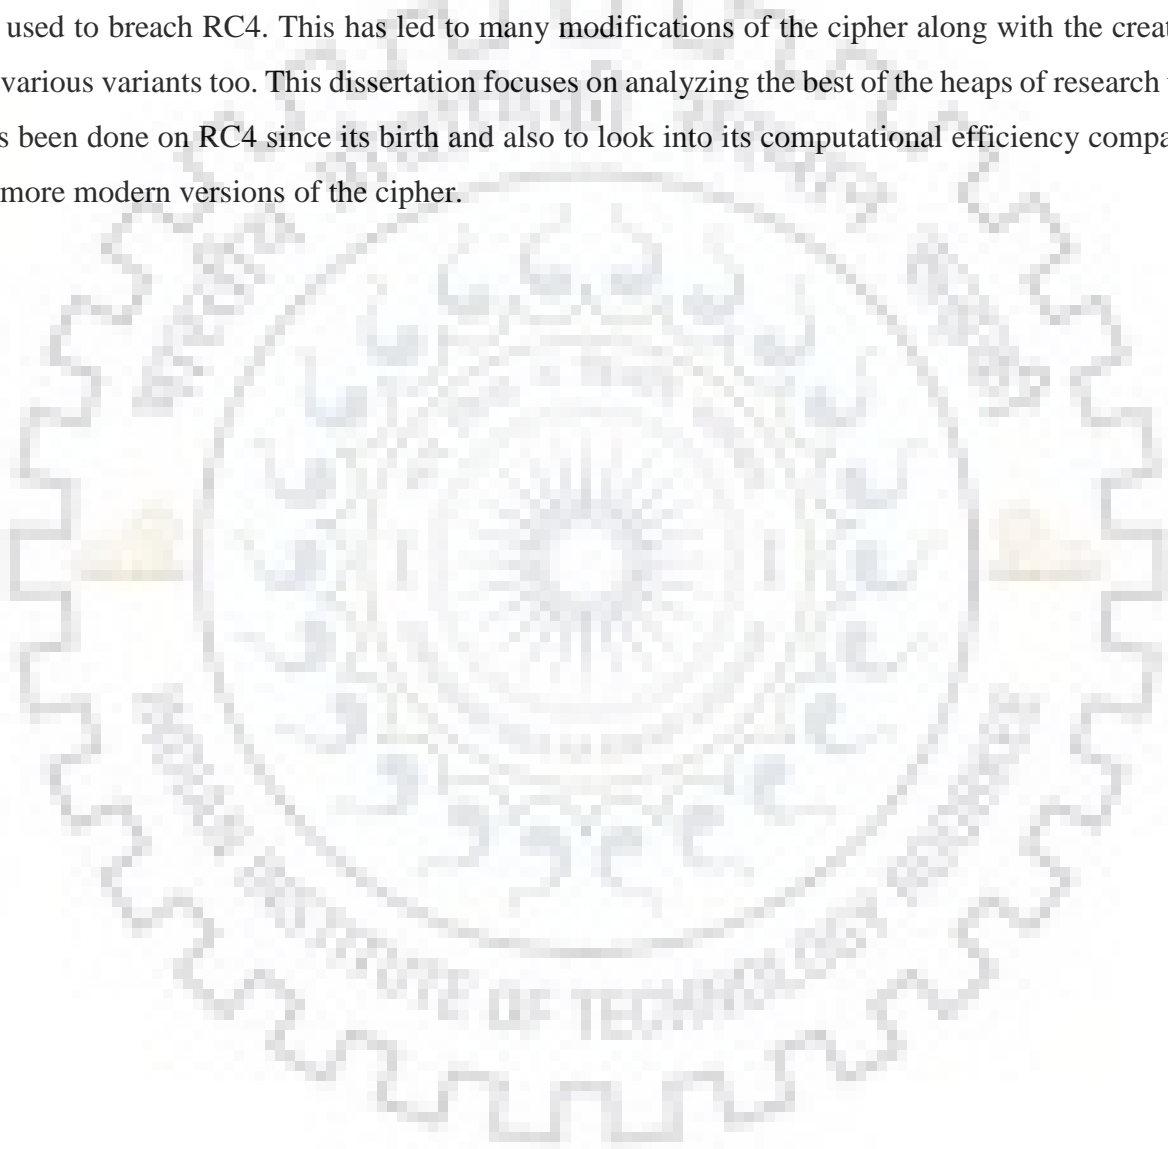 used to breach RC4. This has led to many modifications of the cipher along with the creat
various variants too. This dissertation focuses on analyzing the best of the heaps of research
s been done on RC4 since its birth and also to look into its computational efficiency compa
more modern versions of the cipher.
INSTITUTE OF TECHNOLOGY